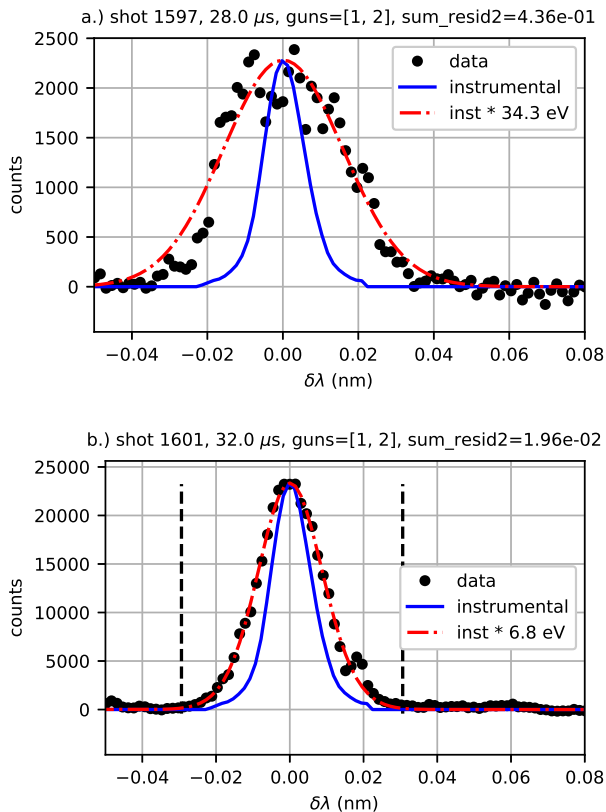 a.) shot 1597, 28.0 μs, guns=[1, 2], sum_resid2=4.36e-01
2500
2000
1500
1000
500
0
counts
data
instrumental
inst * 34.3 eV
−0.04 −0.02 0.00 0.02 0.04 0.06 0.08
δλ (nm)
b.) shot 1601, 32.0 μs, guns=[1, 2], sum_resid2=1.96e-02
25000
20000
15000
10000
5000
0
counts
data
instrumental
inst * 6.8 eV
−0.04 −0.02 0.00 0.02 0.04 0.06 0.08
δλ (nm)